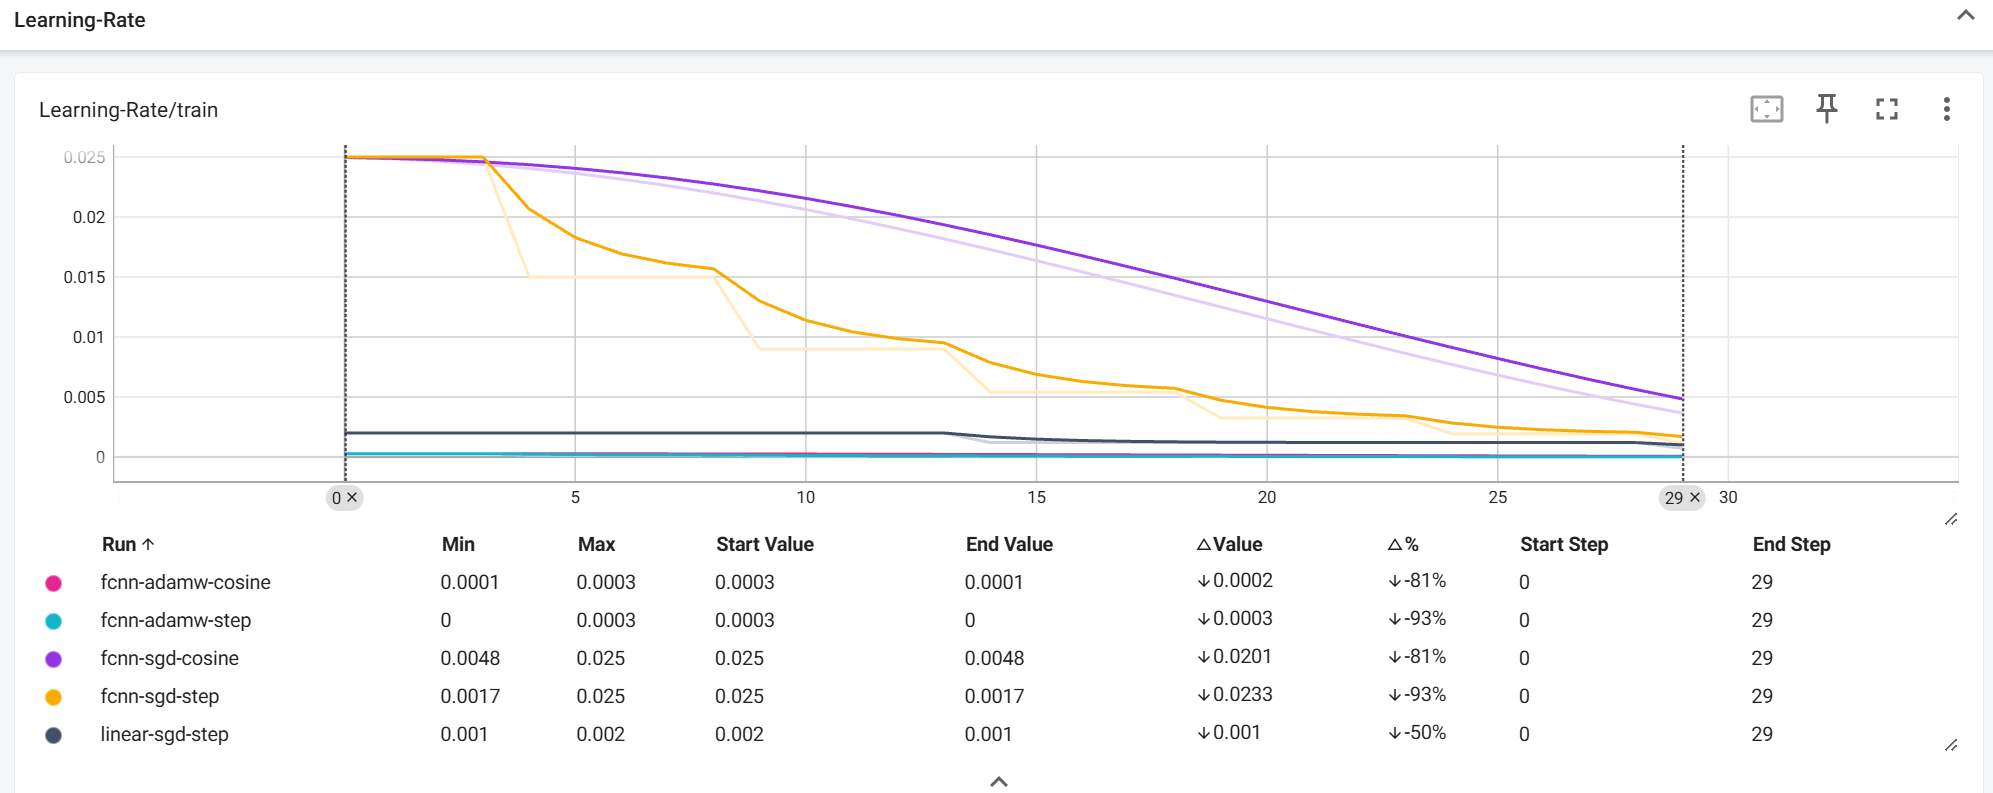 Learning-Rate
Learning-Rate/train
0.025
0.02
0.015
0.01
0.005
0
0 × 5 10 15 20 25 29 × 30
Run ↑ Min Max Start Value End Value △Value △% Start Step End Step
fcnn-adamw-cosine 0.0001 0.0003 0.0003 0.0001 ↓0.0002 ↓-81% 0 29
fcnn-adamw-step 0 0.0003 0.0003 0 ↓0.0003 ↓-93% 0 29
fcnn-sgd-cosine 0.0048 0.025 0.025 0.0048 ↓0.0201 ↓-81% 0 29
fcnn-sgd-step 0.0017 0.025 0.025 0.0017 ↓0.0233 ↓-93% 0 29
linear-sgd-step 0.001 0.002 0.002 0.001 ↓0.001 ↓-50% 0 29